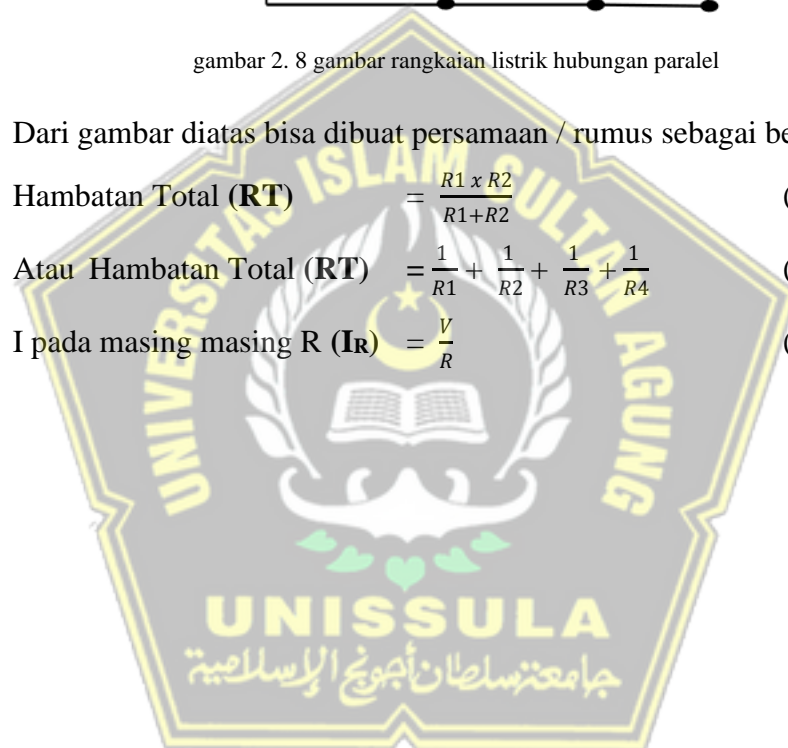 gambar 2. 8 gambar rangkaian listrik hubungan paralel
Dari gambar diatas bisa dibuat persamaan / rumus sebagai be
Hambatan Total (RT) = R1 x R2 / R1+R2 (
Atau Hambatan Total (RT) = 1/R1 + 1/R2 + 1/R3 + 1/R4 (
I pada masing masing R (IR) = V/R (
UNIVERSITAS ISLAM SULTAN AGUNG
UNISSULA
جامعتنسلطان أجونج الإسلامية